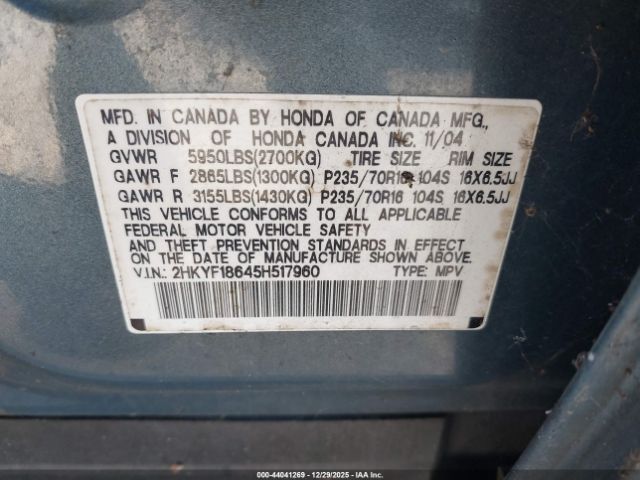 MFD. IN CANADA BY HONDA OF CANADA MFG.,
A DIVISION OF HONDA CANADA INC. 11/04
GVWR 5950LBS(2700KG) TIRE SIZE RIM SIZE
GAWR F 2865LBS(1300KG) P235/70R16 104S 16X6.5JJ
GAWR R 3155LBS(1430KG) P235/70R16 104S 16X6.5JJ
THIS VEHICLE CONFORMS TO ALL APPLICABLE
FEDERAL MOTOR VEHICLE SAFETY
AND THEFT PREVENTION STANDARDS IN EFFECT
ON THE DATE OF MANUFACTURE SHOWN ABOVE.
V.I.N.: 2HKYF18645H517960 TYPE: MPV
000-44041269 - 12/29/2025 - IAAI, Inc.